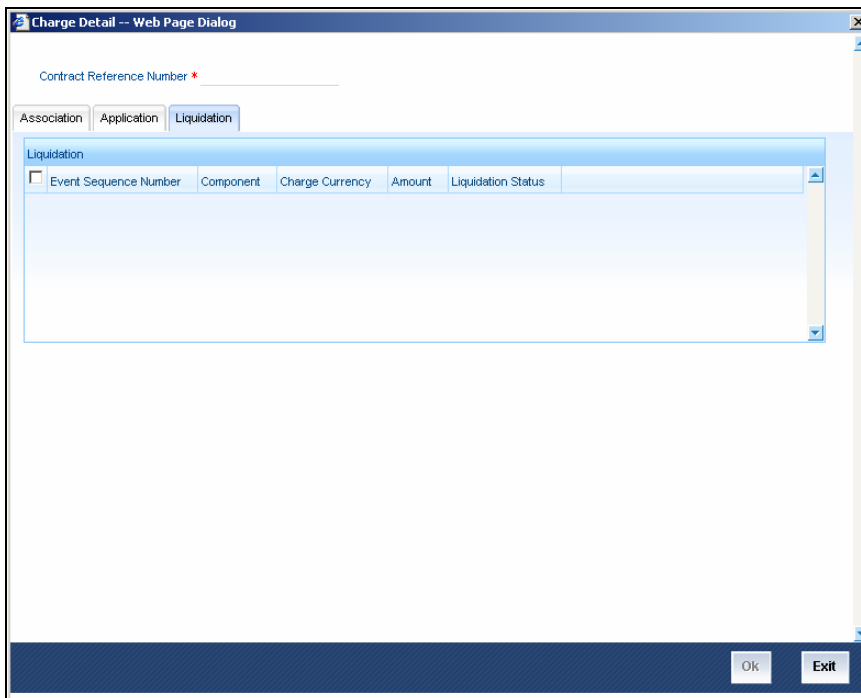 Charge Detail -- Web Page Dialog
Contract Reference Number *
Association Application Liquidation
Liquidation
Event Sequence Number Component Charge Currency Amount Liquidation Status
Ok Exit